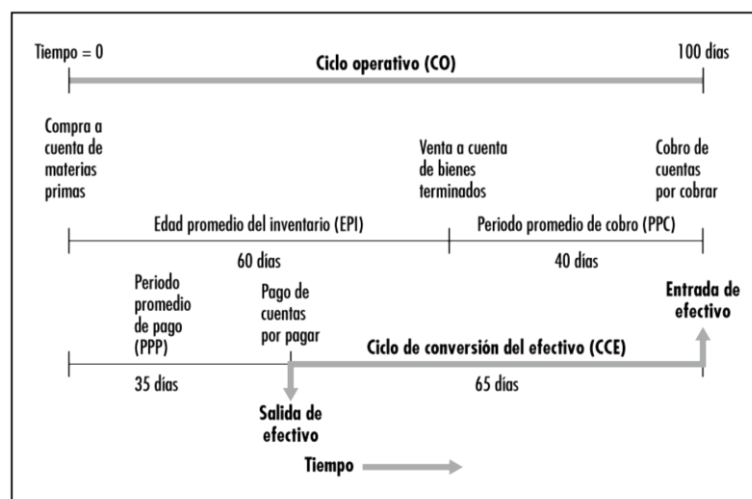 Tiempo = 0
Ciclo operativo (CO)
100 días
Compra a
cuenta de
materias
primas
Venta a cuenta
de bienes
terminados
Cobro de
cuentas
por cobrar
Edad promedio del inventario (EPI)
Periodo promedio de cobro (PPC)
60 días
40 días
Periodo
promedio
de pago
(PPP)
Pago de
cuentas
por pagar
Entrada de
efectivo
Ciclo de conversión del efectivo (CCE)
35 días
65 días
Salida de
efectivo
Tiempo